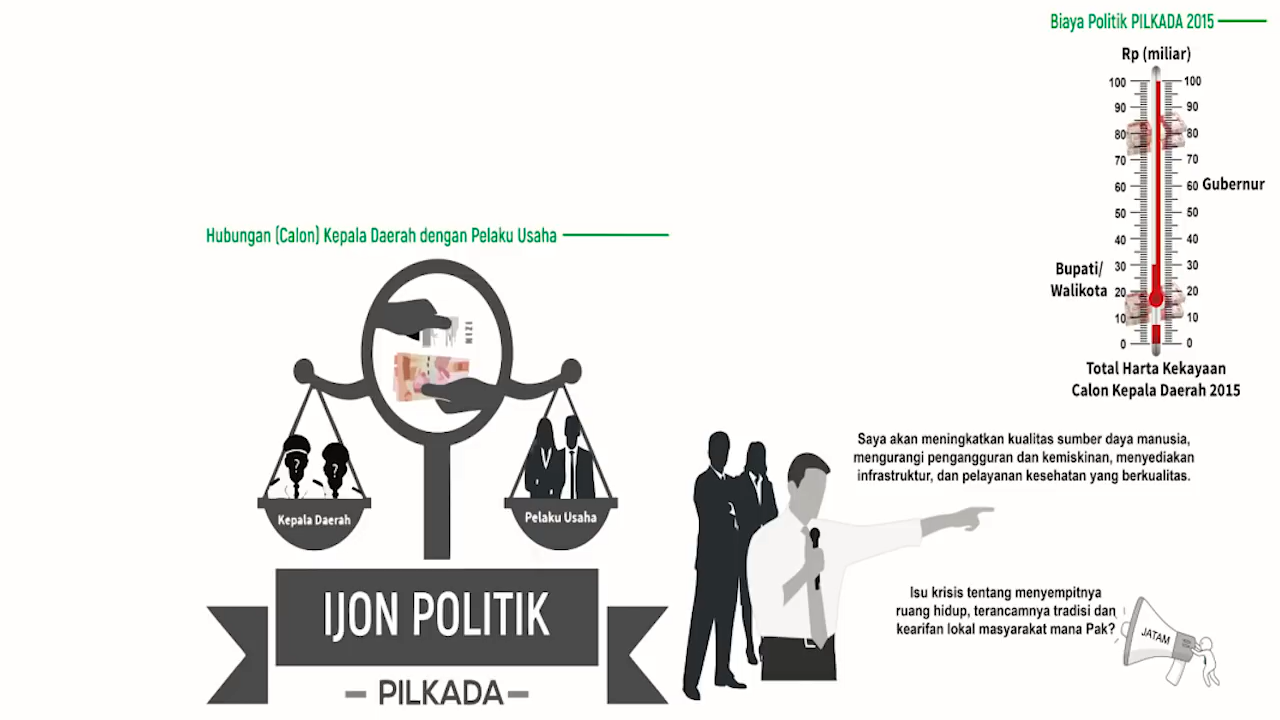 Biaya Politik PILKADA 2015
Rp (miliar)
100 100
90 90
80 80
70 70
60 60 Gubernur
50 50
40 40
30 30
Bupati/
Walikota
20 20
10 10
0 0
Total Harta Kekayaan
Calon Kepala Daerah 2015
Hubungan (Calon) Kepala Daerah dengan Pelaku Usaha
IZIN
? ?
Kepala Daerah
Pelaku Usaha
IJON POLITIK
PILKADA
Saya akan meningkatkan kualitas sumber daya manusia,
mengurangi pengangguran dan kemiskinan, menyediakan
infrastruktur, dan pelayanan kesehatan yang berkualitas.
Isu krisis tentang menyempitnya
ruang hidup, terancamnya tradisi dan
kearifan lokal masyarakat mana Pak?
JATAM